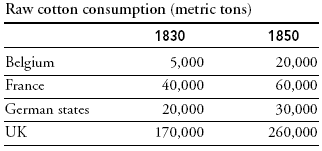 Raw cotton consumption (metric tons)
1830 1850
Belgium 5,000 20,000
France 40,000 60,000
German states 20,000 30,000
UK 170,000 260,000